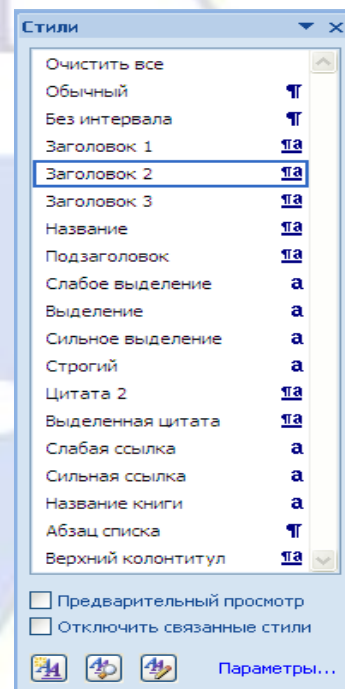 Стили
Очистить все
Обычный ¶
Без интервала ¶
Заголовок 1 ¶a
Заголовок 2 ¶a
Заголовок 3 ¶a
Название ¶a
Подзаголовок ¶a
Слабое выделение a
Выделение a
Сильное выделение a
Строгий a
Цитата 2 ¶a
Выделенная цитата ¶a
Слабая ссылка a
Сильная ссылка a
Название книги a
Абзац списка ¶
Верхний колонтитул ¶a
Предварительный просмотр
Отключить связанные стили
Параметры...